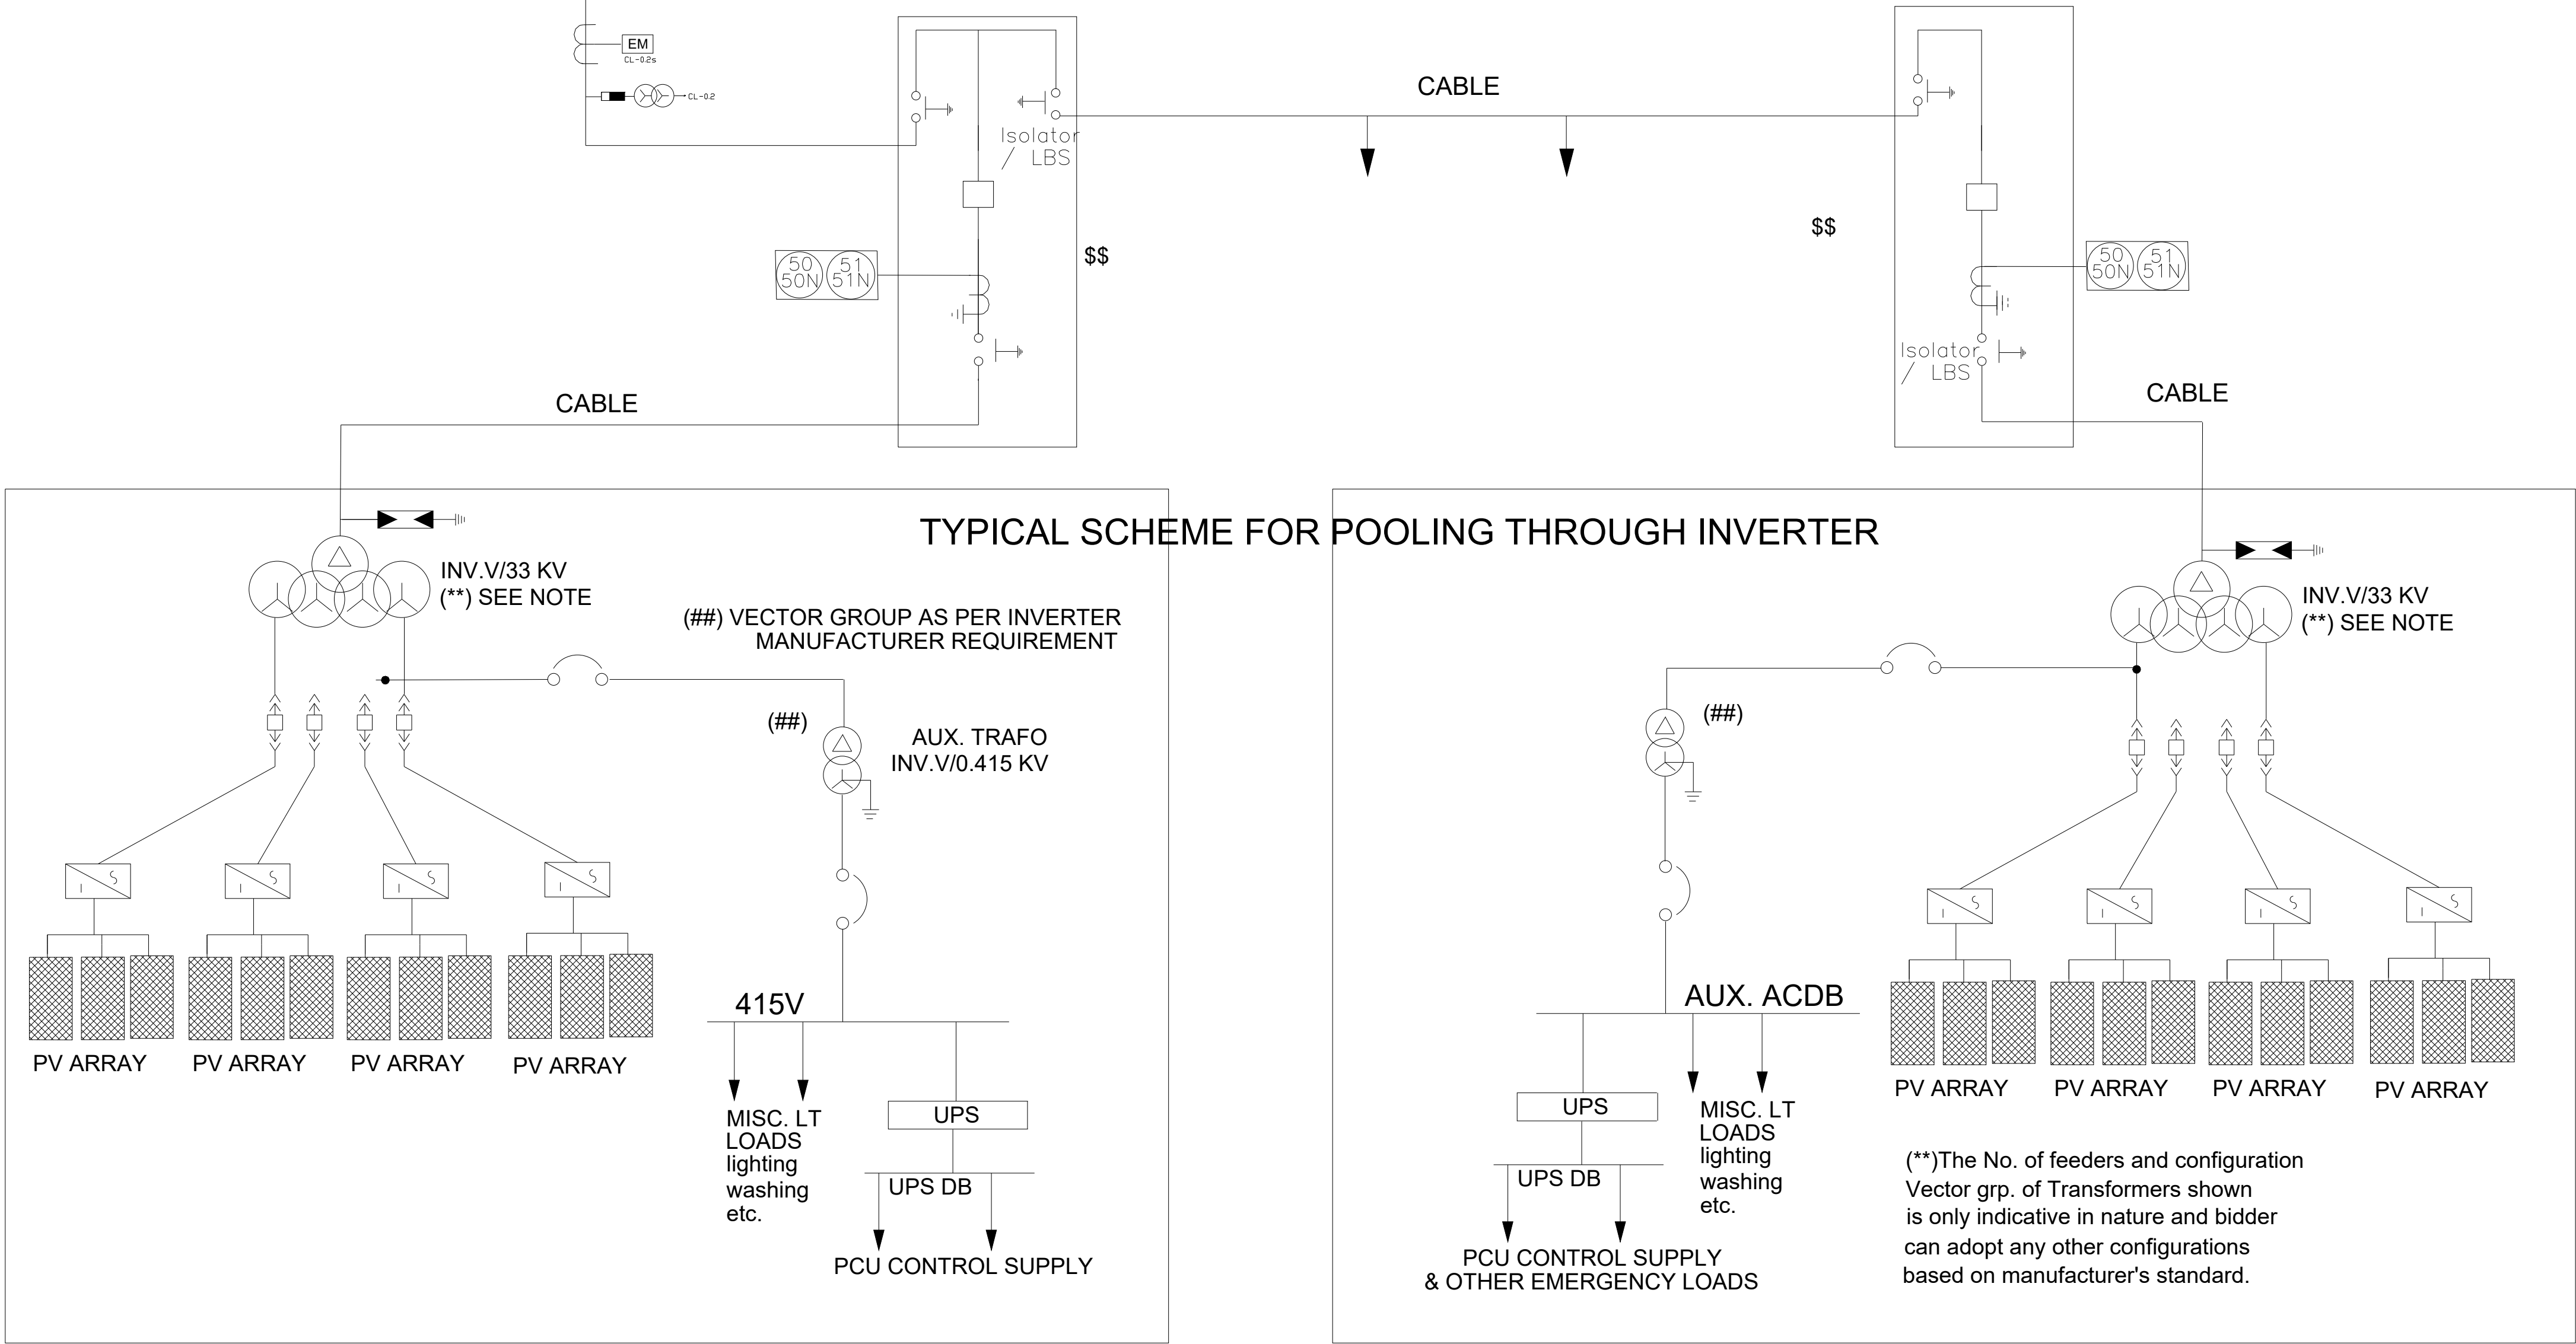 EM
CL-0.2s
CL-0.2
Isolator
/ LBS
CABLE
$$
50
50N
51
51N
$$
50
50N
51
51N
Isolator
/ LBS
CABLE
CABLE
TYPICAL SCHEME FOR POOLING THROUGH INVERTER
INV.V/33 KV
(**) SEE NOTE
(##) VECTOR GROUP AS PER INVERTER
MANUFACTURER REQUIREMENT
(##)
AUX. TRAFO
INV.V/0.415 KV
PV ARRAY
PV ARRAY
PV ARRAY
PV ARRAY
415V
MISC. LT
LOADS
lighting
washing
etc.
UPS
UPS DB
PCU CONTROL SUPPLY
INV.V/33 KV
(**) SEE NOTE
(##)
AUX. ACDB
UPS
UPS DB
MISC. LT
LOADS
lighting
washing
etc.
PCU CONTROL SUPPLY
& OTHER EMERGENCY LOADS
PV ARRAY
PV ARRAY
PV ARRAY
PV ARRAY
(**)The No. of feeders and configuration
Vector grp. of Transformers shown
is only indicative in nature and bidder
can adopt any other configurations
based on manufacturer's standard.